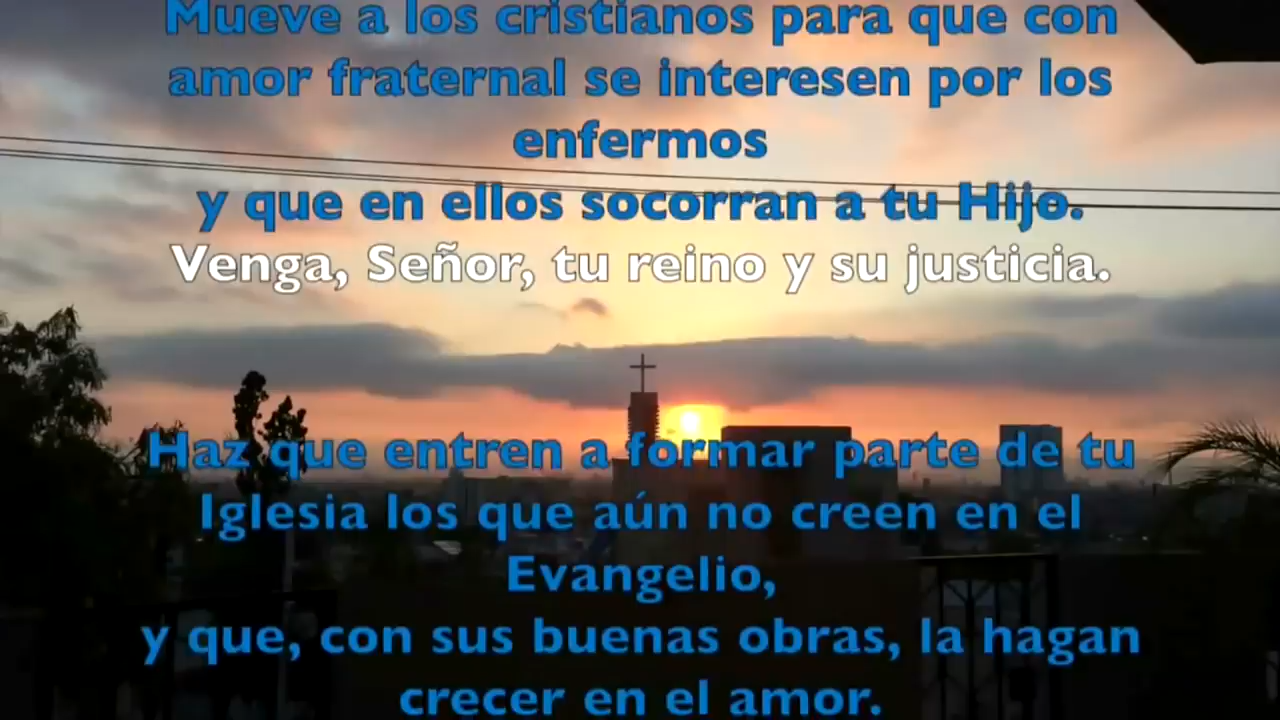 Mueve a los cristianos para que con
amor fraternal se interesen por los
enfermos
y que en ellos socorran a tu Hijo.
Venga, Señor, tu reino y su justicia.
Haz que entren a formar parte de tu
Iglesia los que aún no creen en el
Evangelio,
y que, con sus buenas obras, la hagan
crecer en el amor.